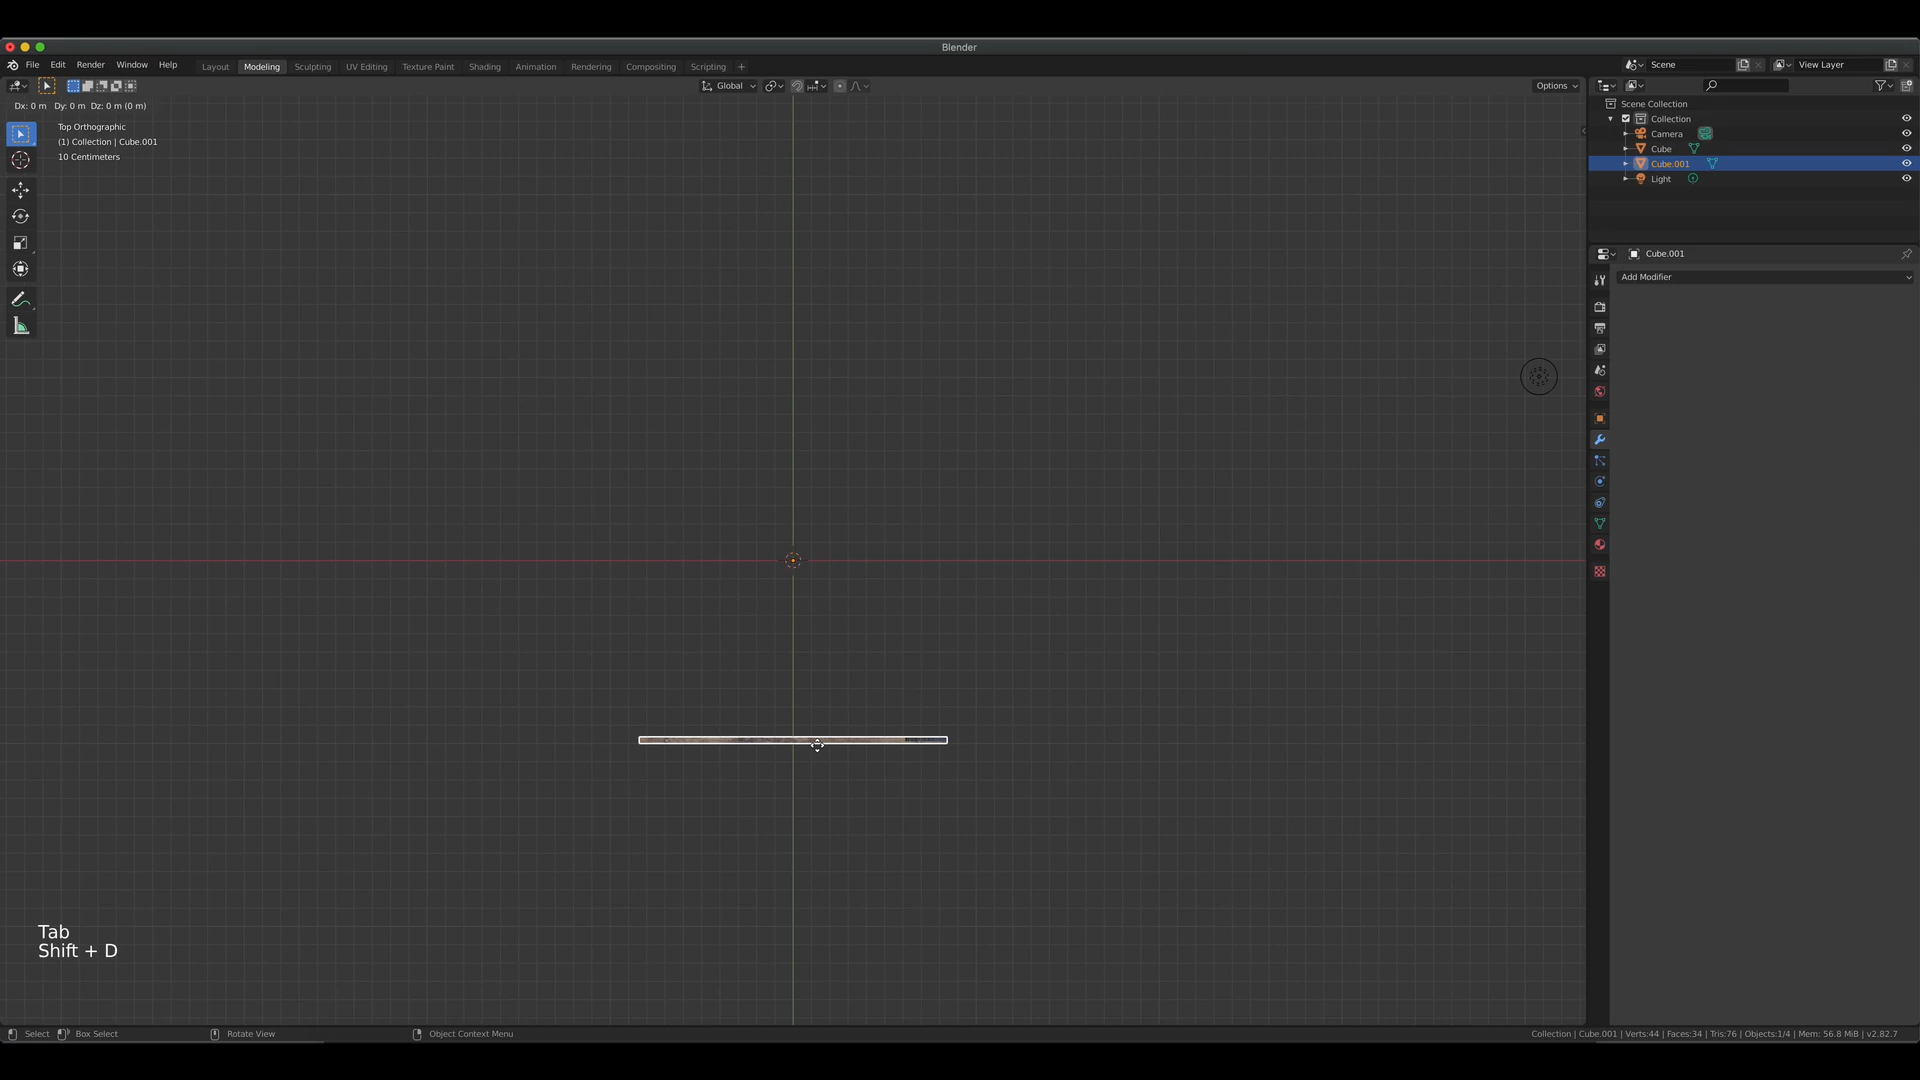 Blender
File Edit Render Window Help Layout Modeling Sculpting UV Editing Texture Paint Shading Animation Rendering Compositing Scripting + Scene View Layer
Global Options
Dx: 0 m Dy: 0 m Dz: 0 m (0 m)
Top Orthographic
(1) Collection | Cube.001
10 Centimeters
Scene Collection
Collection
Camera
Cube
Cube.001
Light
Cube.001
Add Modifier
Tab
Shift + D
Select Box Select Rotate View Object Context Menu Collection | Cube.001 | Verts:44 | Faces:34 | Tris:76 | Objects:1/4 | Mem: 56.8 MiB | v2.82.7